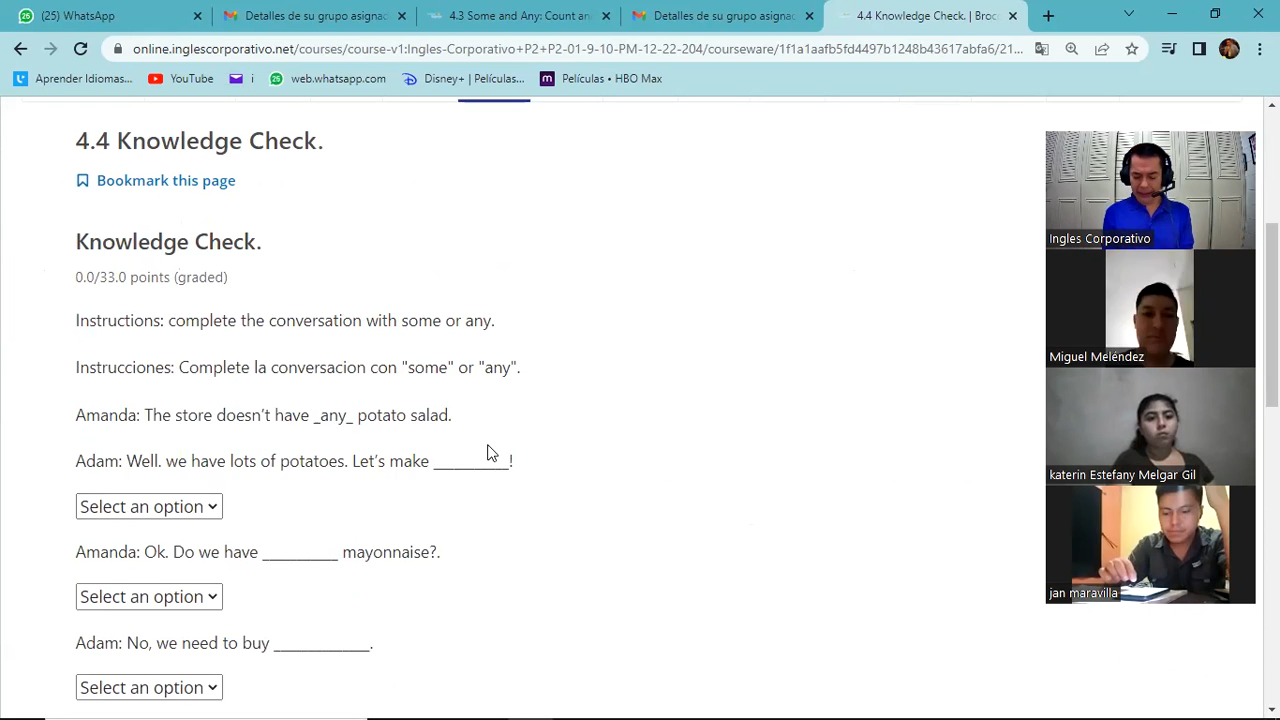 (25) WhatsApp
Detalles de su grupo asignac
4.3 Some and Any: Count an
Detalles de su grupo asignac
4.4 Knowledge Check. | Broc
online.inglescorporativo.net/courses/course-v1:Ingles-Corporativo+P2+P2-01-9-10-PM-12-22-204/courseware/1f1a1aafb5fd4497b1248b43617abfa6/21...
Aprender Idiomas...
YouTube
i
web.whatsapp.com
Disney+ | Películas,...
Películas • HBO Max
4.4 Knowledge Check.
Bookmark this page
Knowledge Check.
0.0/33.0 points (graded)
Instructions: complete the conversation with some or any.
Instrucciones: Complete la conversacion con "some" or "any".
Amanda: The store doesn’t have _any_ potato salad.
Adam: Well. we have lots of potatoes. Let’s make __________!
Select an option
Amanda: Ok. Do we have __________ mayonnaise?.
Select an option
Adam: No, we need to buy _____________.
Select an option
Ingles Corporativo
Miguel Meléndez
katerin Estefany Melgar Gil
jan maravilla